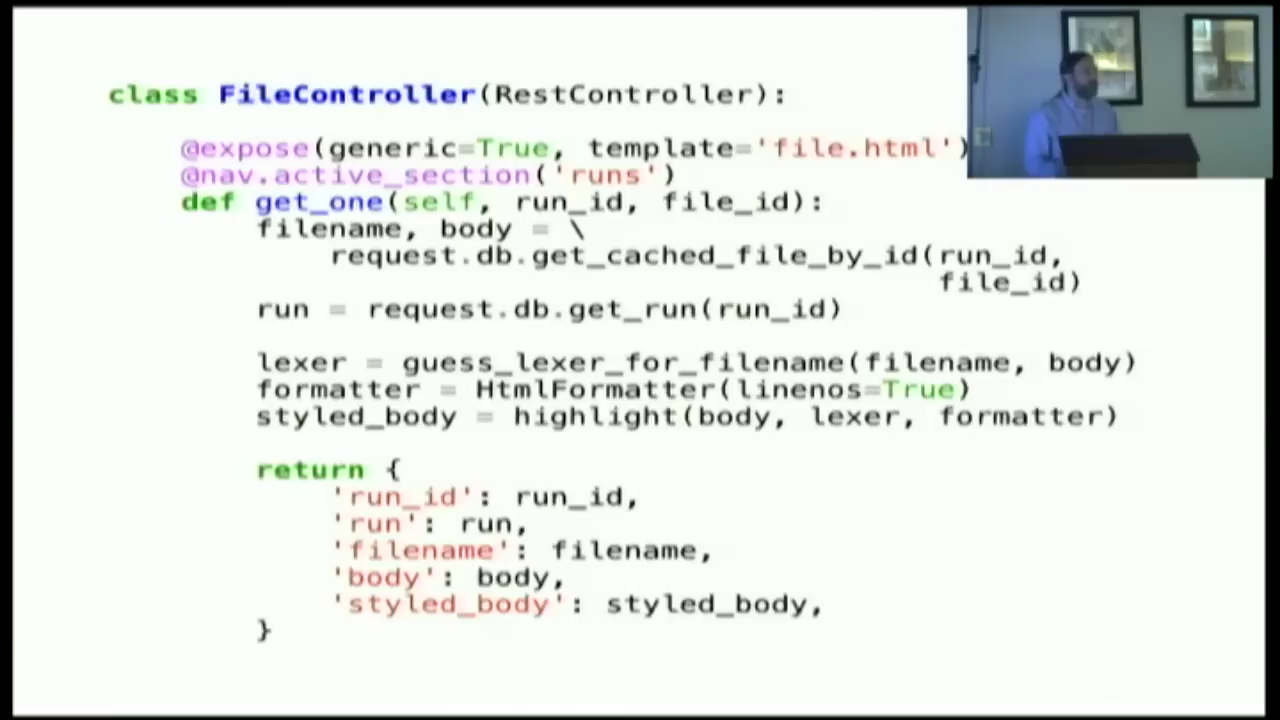 class FileController(RestController):
@expose(generic=True, template='file.html')
@nav.active_section('runs')
def get_one(self, run_id, file_id):
filename, body = \
request.db.get_cached_file_by_id(run_id,
file_id)
run = request.db.get_run(run_id)
lexer = guess_lexer_for_filename(filename, body)
formatter = HtmlFormatter(linenos=True)
styled_body = highlight(body, lexer, formatter)
return {
'run_id': run_id,
'run': run,
'filename': filename,
'body': body,
'styled_body': styled_body,
}